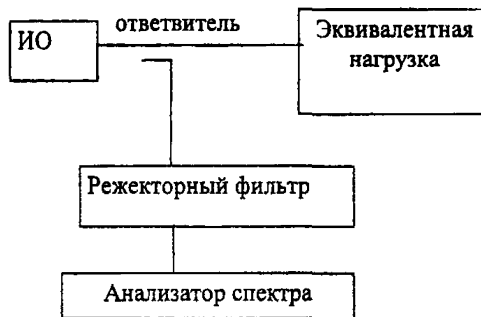 ИО
ответвитель
Эквивалентная
нагрузка
Режекторный фильтр
Анализатор спектра